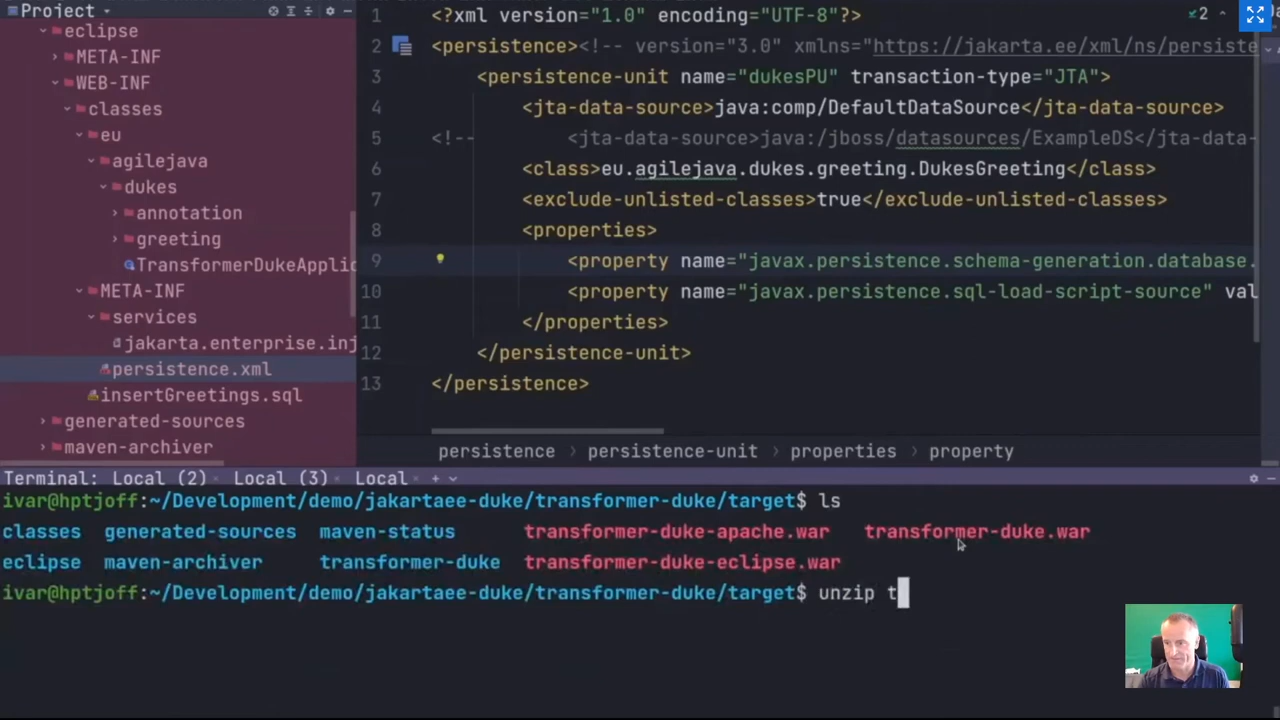 Project
eclipse
META-INF
WEB-INF
classes
eu
agilejava
dukes
annotation
greeting
TransformerDukeApplic
META-INF
services
jakarta.enterprise.inj
persistence.xml
insertGreetings.sql
generated-sources
maven-archiver
1 <?xml version="1.0" encoding="UTF-8"?>
2 <persistence><!-- version="3.0" xmlns="https://jakarta.ee/xml/ns/persiste
3 <persistence-unit name="dukesPU" transaction-type="JTA">
4 <jta-data-source>java:comp/DefaultDataSource</jta-data-source>
5 <!-- <jta-data-source>java:/jboss/datasources/ExampleDS</jta-data-
6 <class>eu.agilejava.dukes.greeting.DukesGreeting</class>
7 <exclude-unlisted-classes>true</exclude-unlisted-classes>
8 <properties>
9 <property name="javax.persistence.schema-generation.database.
10 <property name="javax.persistence.sql-load-script-source" val
11 </properties>
12 </persistence-unit>
13 </persistence>
2
persistence > persistence-unit > properties > property
Terminal: Local (2) × Local (3) × Local × +
ivar@hptjoff:~/Development/demo/jakartaee-duke/transformer-duke/target$ ls
classes generated-sources maven-status transformer-duke-apache.war transformer-duke.war
eclipse maven-archiver transformer-duke transformer-duke-eclipse.war
ivar@hptjoff:~/Development/demo/jakartaee-duke/transformer-duke/target$ unzip t